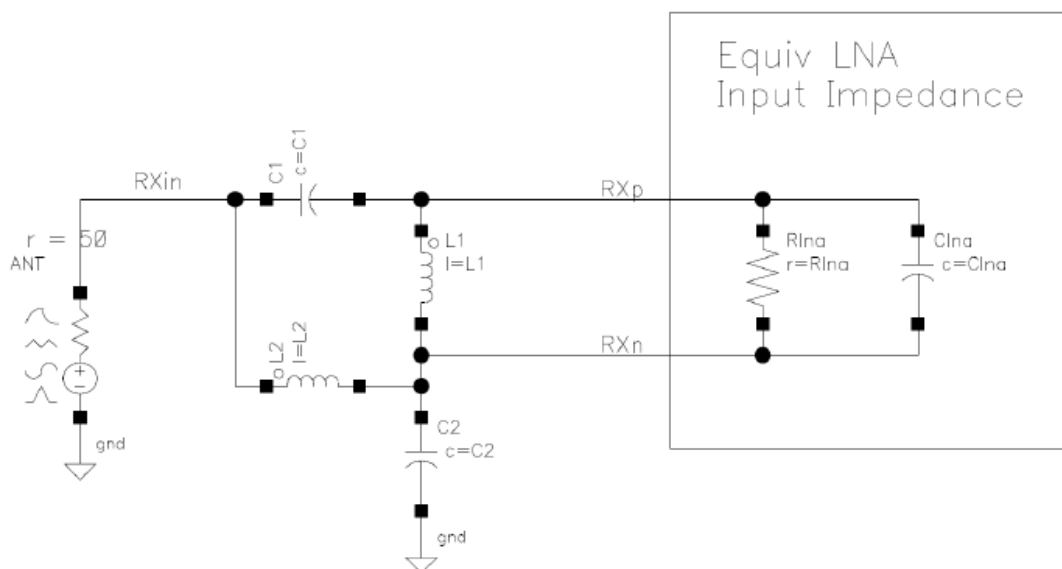 Equiv LNA
Input Impedance
C1
c=C1
RXin
RXp
r = 50
ANT
L1
l=L1
Rlna
r=Rlna
Clna
c=Clna
RXn
L2
l=L2
C2
c=C2
gnd
gnd